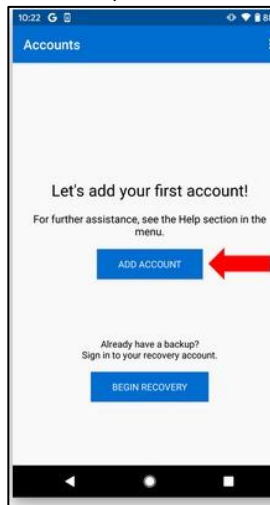 10:22 G
Accounts
Let's add your first account!
For further assistance, see the Help section in the
menu.
ADD ACCOUNT
Already have a backup?
Sign in to your recovery account.
BEGIN RECOVERY